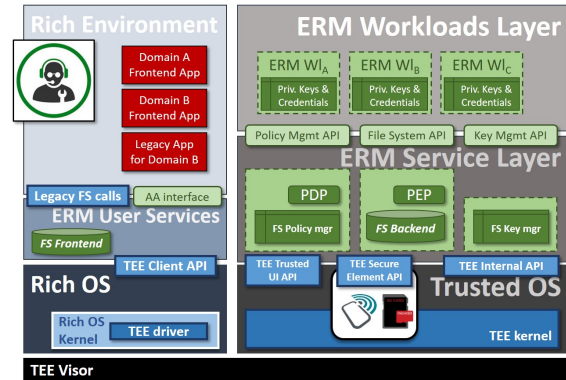 Rich Environment
Domain A
Frontend App
Domain B
Frontend App
Legacy App
for Domain B
Legacy FS calls
AA interface
ERM User Services
FS Frontend
TEE Client API
Rich OS
Rich OS
Kernel
TEE driver
ERM Workloads Layer
ERM WlA
Priv. Keys &
Credentials
ERM WlB
Priv. Keys &
Credentials
ERM WlC
Priv. Keys &
Credentials
Policy Mgmt API
File System API
Key Mgmt API
ERM Service Layer
PDP
FS Policy mgr
PEP
FS Backend
FS Key mgr
TEE Trusted
UI API
TEE Secure
Element API
TEE Internal API
Trusted OS
TEE kernel
TEE Visor